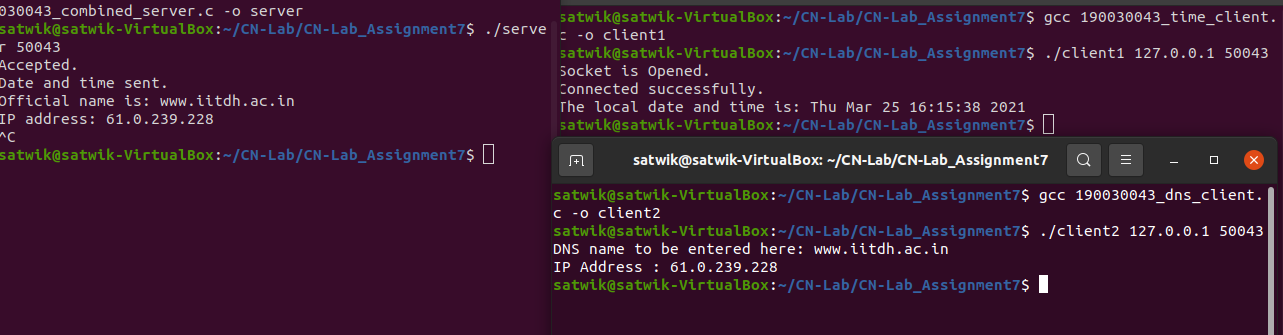 030043_combined_server.c -o server
satwik@satwik-VirtualBox:~/CN-Lab/CN-Lab_Assignment7$ ./serve
r 50043
Accepted.
Date and time sent.
Official name is: www.iitdh.ac.in
IP address: 61.0.239.228
^C
satwik@satwik-VirtualBox:~/CN-Lab/CN-Lab_Assignment7$
satwik@satwik-VirtualBox:~/CN-Lab/CN-Lab_Assignment7$ gcc 190030043_time_client.
c -o client1
satwik@satwik-VirtualBox:~/CN-Lab/CN-Lab_Assignment7$ ./client1 127.0.0.1 50043
Socket is Opened.
Connected successfully.
The local date and time is: Thu Mar 25 16:15:38 2021
satwik@satwik-VirtualBox:~/CN-Lab/CN-Lab_Assignment7$
satwik@satwik-VirtualBox: ~/CN-Lab/CN-Lab_Assignment7
satwik@satwik-VirtualBox:~/CN-Lab/CN-Lab_Assignment7$ gcc 190030043_dns_client.
c -o client2
satwik@satwik-VirtualBox:~/CN-Lab/CN-Lab_Assignment7$ ./client2 127.0.0.1 50043
DNS name to be entered here: www.iitdh.ac.in
IP Address : 61.0.239.228
satwik@satwik-VirtualBox:~/CN-Lab/CN-Lab_Assignment7$